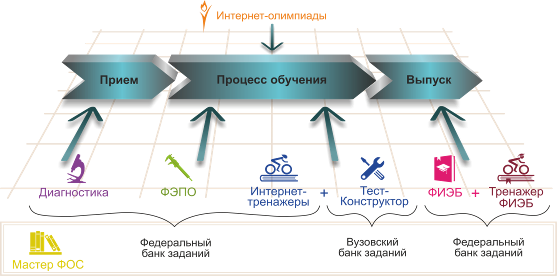 Интернет-олимпиады
Прием
Процесс обучения
Выпуск
Диагностика
ФЭПО
Интернет-
тренажеры
+
Тест-
Конструктор
ФИЭБ
+
Тренажер
ФИЭБ
Мастер ФОС
Федеральный
банк заданий
Вузовский
банк заданий
Федеральный
банк заданий